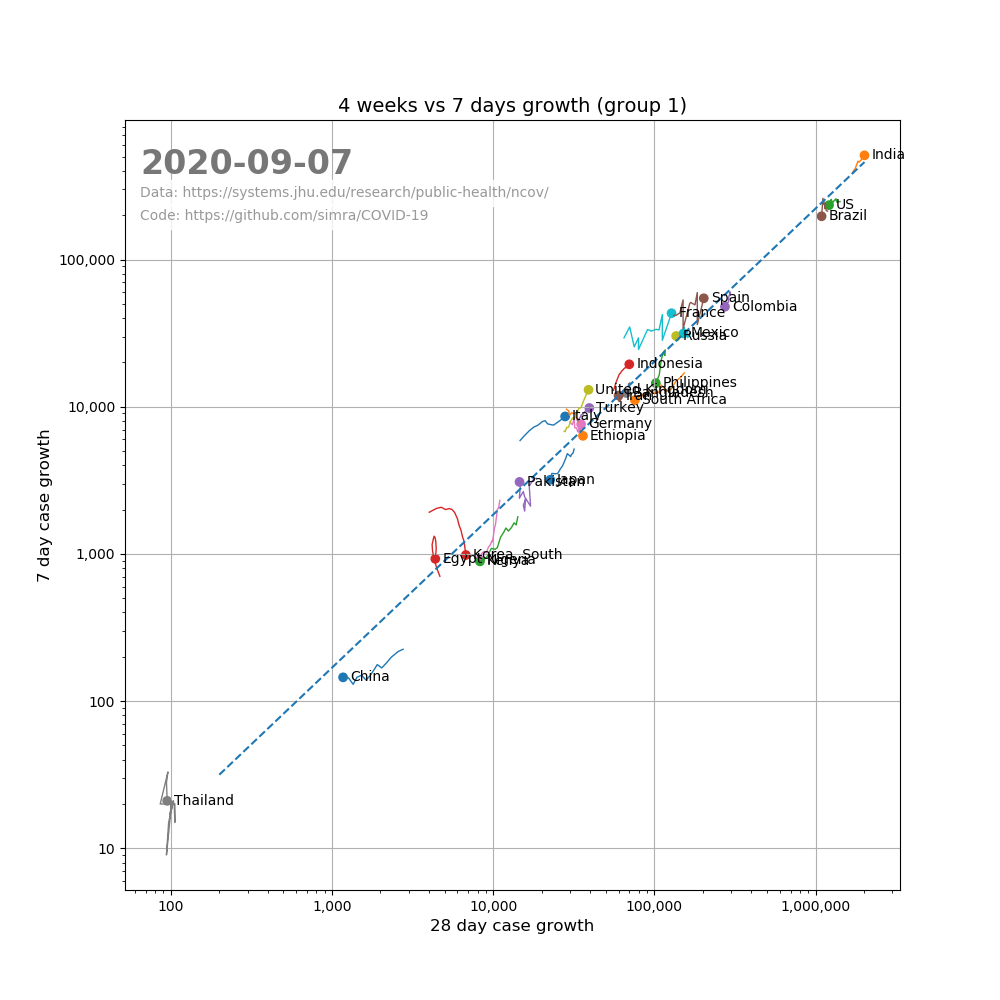 4 weeks vs 7 days growth (group 1)
2020-09-07
Data: https://systems.jhu.edu/research/public-health/ncov/
Code: https://github.com/simra/COVID-19
India
US
Brazil
Spain
Colombia
France
Mexico
Russia
Indonesia
Philippines
United Kingdom
Bangladesh
Iran
South Africa
Turkey
Italy
Germany
Ethiopia
Japan
Pakistan
Korea, South
Egypt
Nigeria
Kenya
China
Thailand
100,000
10,000
1,000
100
10
7 day case growth
100
1,000
10,000
100,000
1,000,000
28 day case growth